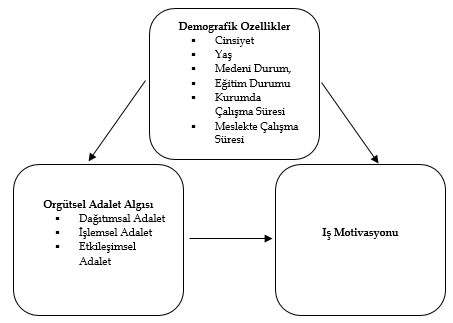 Demografik Ozellikler
▪ Cinsiyet
▪ Yaş
▪ Medeni Durum,
▪ Eğitim Durumu
▪ Kurumda
Çalışma Süresi
▪ Meslekte Çalışma
Süresi
Orgütsel Adalet Algısı
▪ Dağıtımsal Adalet
▪ İşlemsel Adalet
▪ Etkileşimsel
Adalet
Iş Motivasyonu